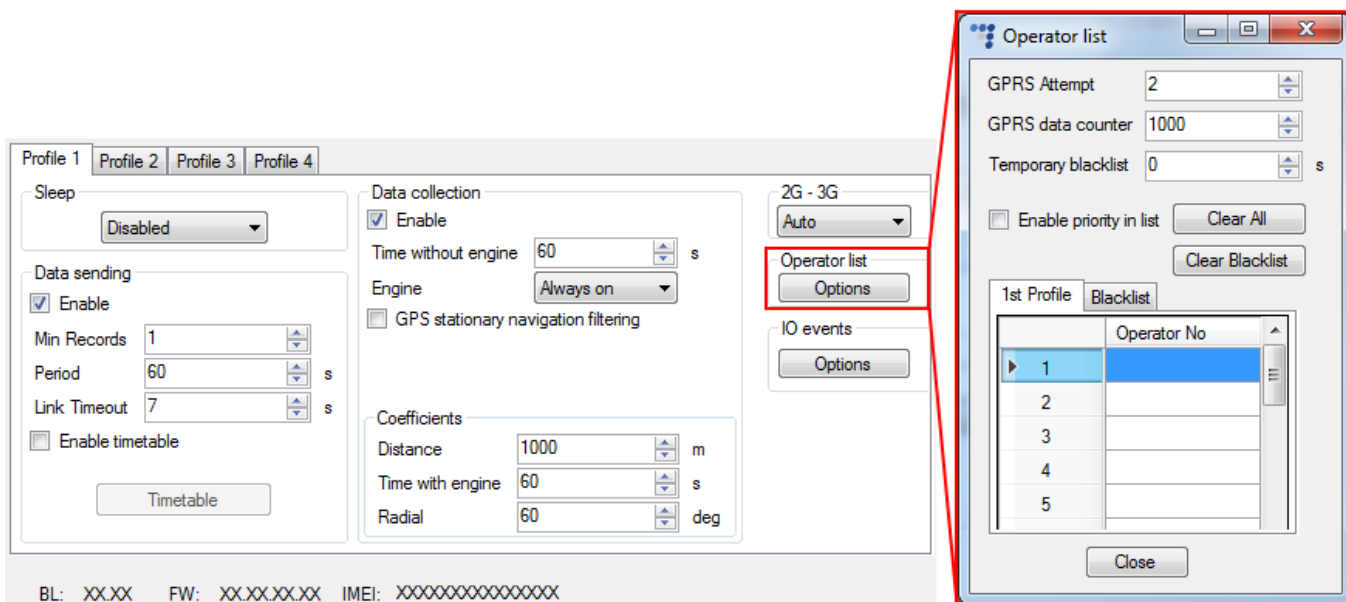 Profile 1 Profile 2 Profile 3 Profile 4
Sleep
Disabled
Data sending
Enable
Min Records 1
Period 60 s
Link Timeout 7 s
Enable timetable
Timetable
Data collection
Enable
Time without engine 60 s
Engine Always on
GPS stationary navigation filtering
Coefficients
Distance 1000 m
Time with engine 60 s
Radial 60 deg
2G - 3G
Auto
Operator list
Options
IO events
Options
BL: XX.XX FW: XX.XX.XX.XX IMEI: XXXXXXXXXXXXXXX
Operator list
GPRS Attempt 2
GPRS data counter 1000
Temporary blacklist 0 s
Enable priority in list Clear All
Clear Blacklist
1st Profile Blacklist
Operator No
1
2
3
4
5
Close